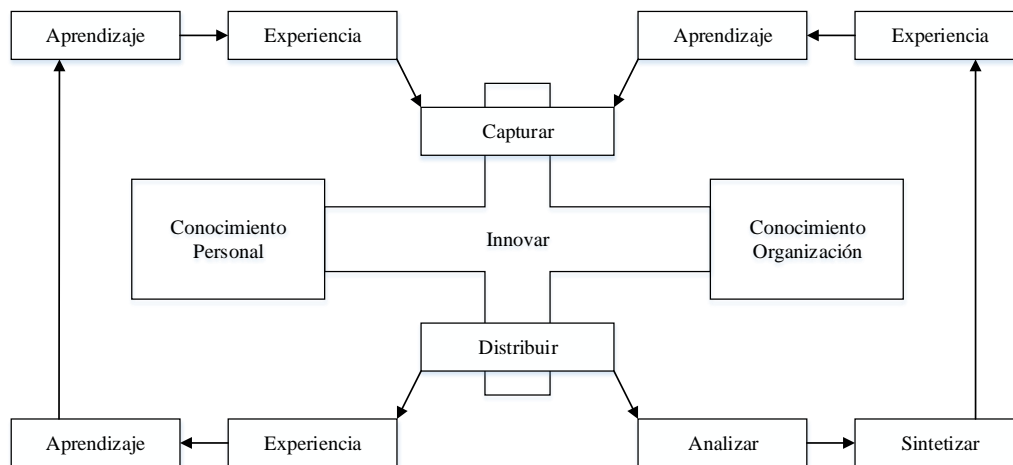 Aprendizaje
Experiencia
Aprendizaje
Experiencia
Capturar
Conocimiento
Personal
Innovar
Conocimiento
Organización
Distribuir
Aprendizaje
Experiencia
Analizar
Sintetizar